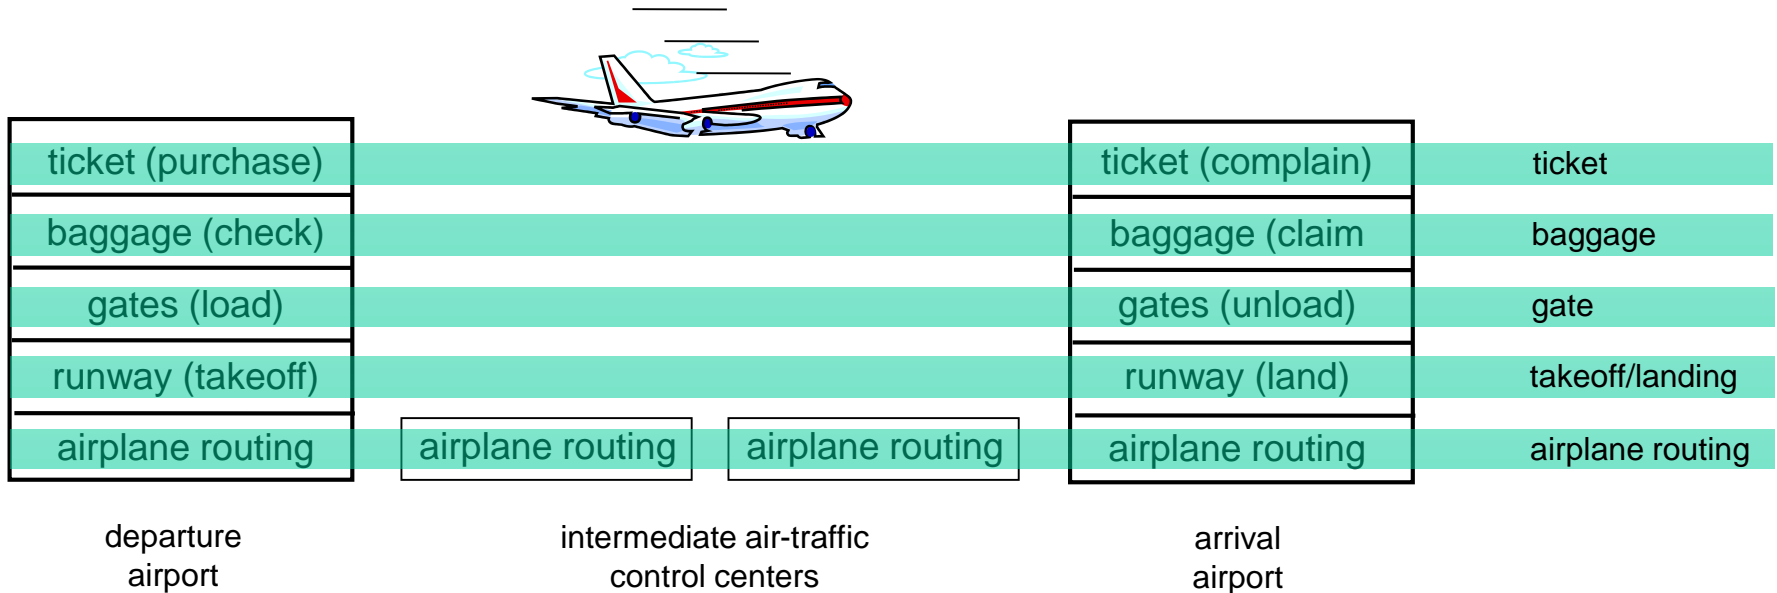 ticket (purchase) ticket (complain) ticket
baggage (check) baggage (claim baggage
gates (load) gates (unload) gate
runway (takeoff) runway (land) takeoff/landing
airplane routing airplane routing airplane routing airplane routing airplane routing
departure
airport
intermediate air-traffic
control centers
arrival
airport